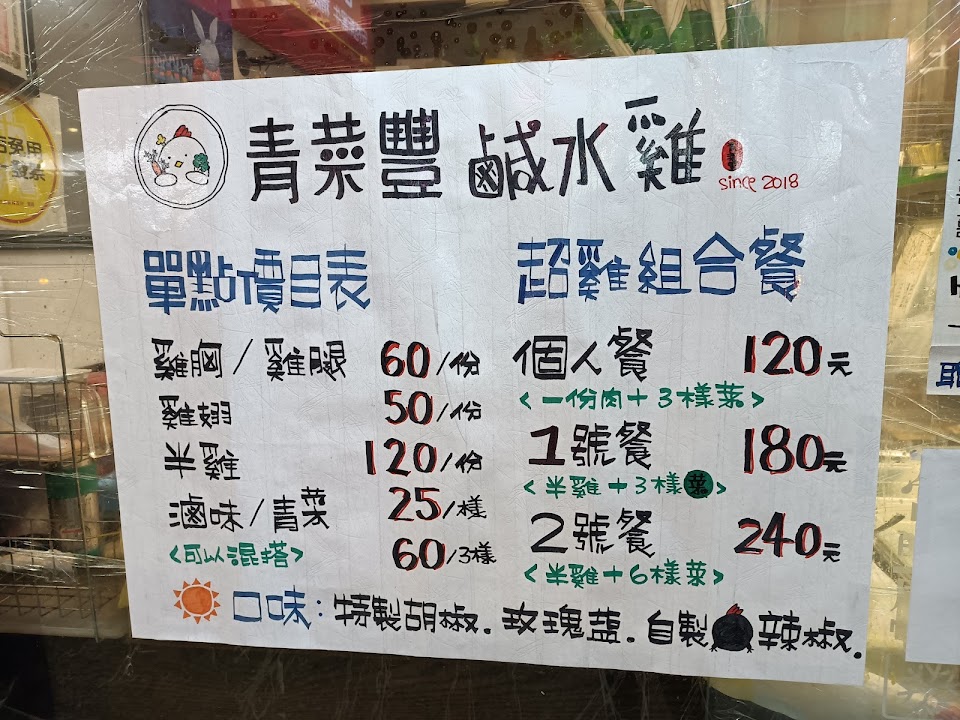 青菜豐 鹹水雞
since 2018
單點價目表
雞胸/雞腿 60/份
雞翅 50/份
半雞 120/份
滷味/青菜 25/樣
<可以混搭> 60/3樣
超雞組合餐
個人餐 120元
<一份肉+3樣菜>
1號餐 180元
<半雞+3樣菜>
2號餐 240元
<半雞+6樣菜>
口味:特製胡椒.玫瑰鹽.自製辣椒.